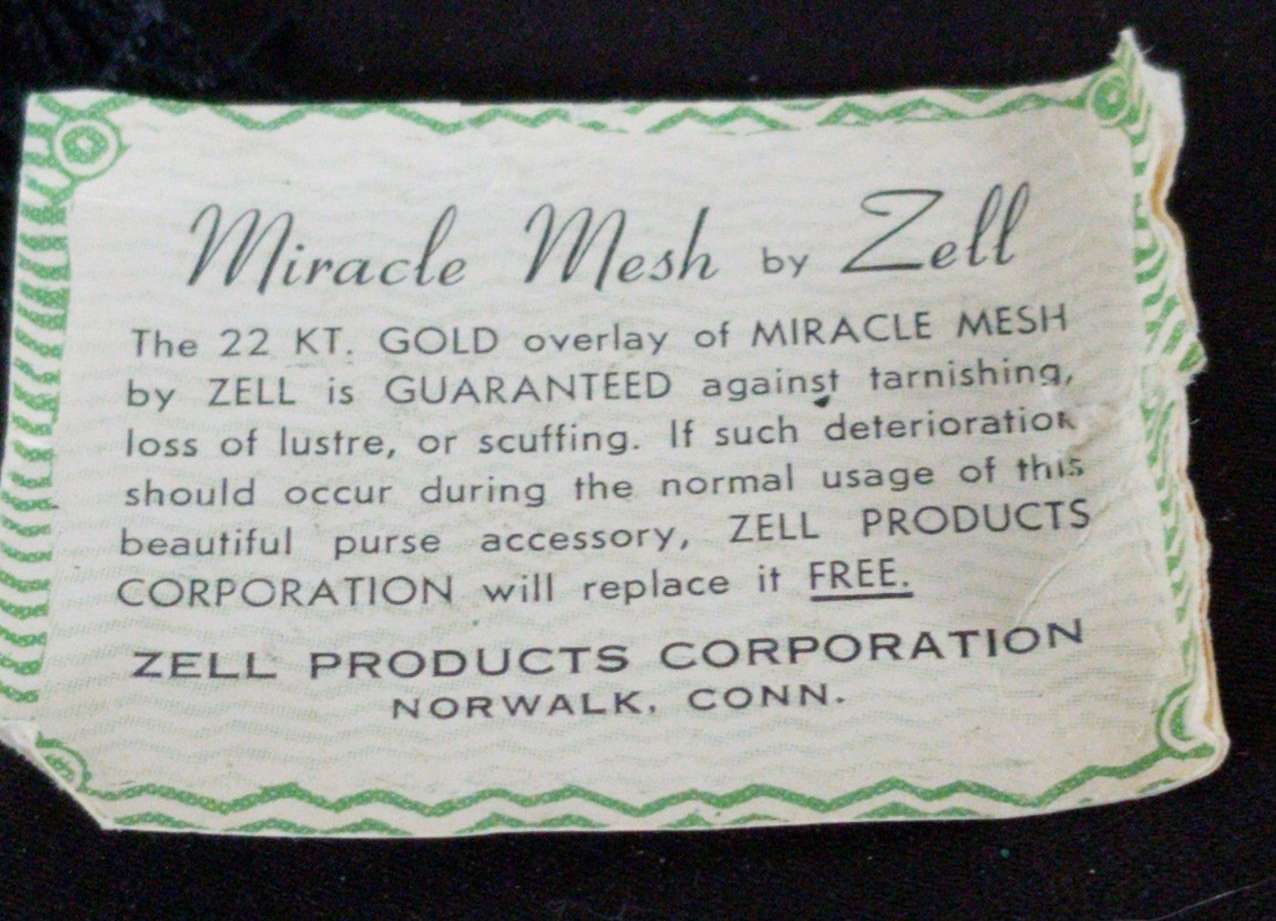 Miracle Mesh by Zell
The 22 KT. GOLD overlay of MIRACLE MESH
by ZELL is GUARANTEED against tarnishing,
loss of lustre, or scuffing. If such deterioration
should occur during the normal usage of this
beautiful purse accessory, ZELL PRODUCTS
CORPORATION will replace it FREE.
ZELL PRODUCTS CORPORATION
NORWALK, CONN.